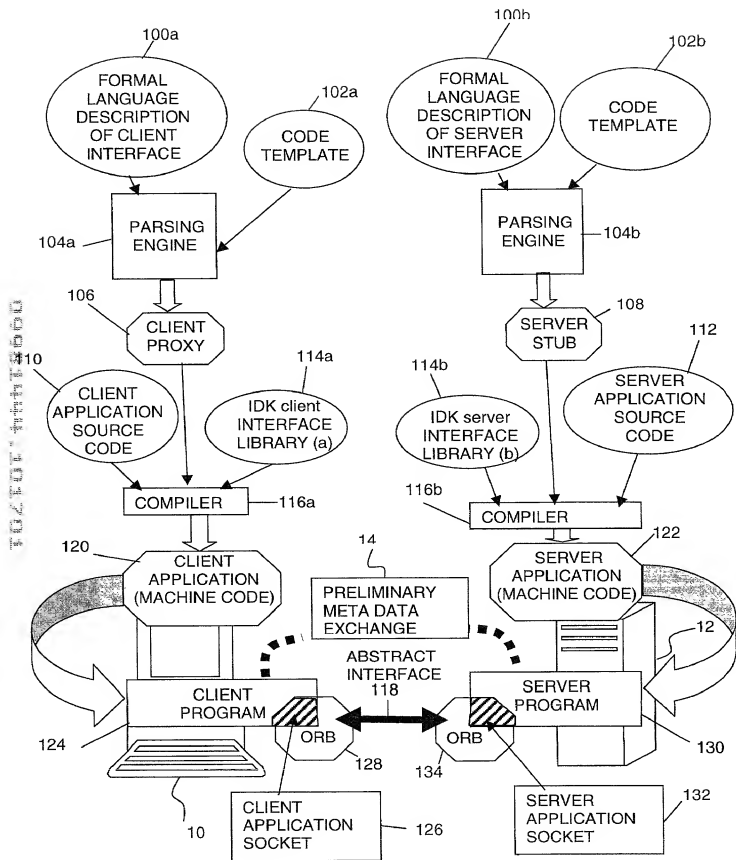 100a
100b
102b
FORMAL
LANGUAGE
DESCRIPTION
OF CLIENT
INTERFACE
102a
CODE
TEMPLATE
FORMAL
LANGUAGE
DESCRIPTION
OF SERVER
INTERFACE
CODE
TEMPLATE
104a
PARSING
ENGINE
PARSING
ENGINE
104b
106
CLIENT
PROXY
108
SERVER
STUB
110
CLIENT
APPLICATION
SOURCE
CODE
114a
IDK client
INTERFACE
LIBRARY (a)
114b
IDK server
INTERFACE
LIBRARY (b)
112
SERVER
APPLICATION
SOURCE
CODE
COMPILER
116a
116b
COMPILER
120
CLIENT
APPLICATION
(MACHINE CODE)
14
PRELIMINARY
META DATA
EXCHANGE
SERVER
APPLICATION
(MACHINE CODE)
122
12
ABSTRACT
INTERFACE
118
CLIENT
PROGRAM
SERVER
PROGRAM
124
ORB
128
ORB
134
130
10
CLIENT
APPLICATION
SOCKET
126
SERVER
APPLICATION
SOCKET
132